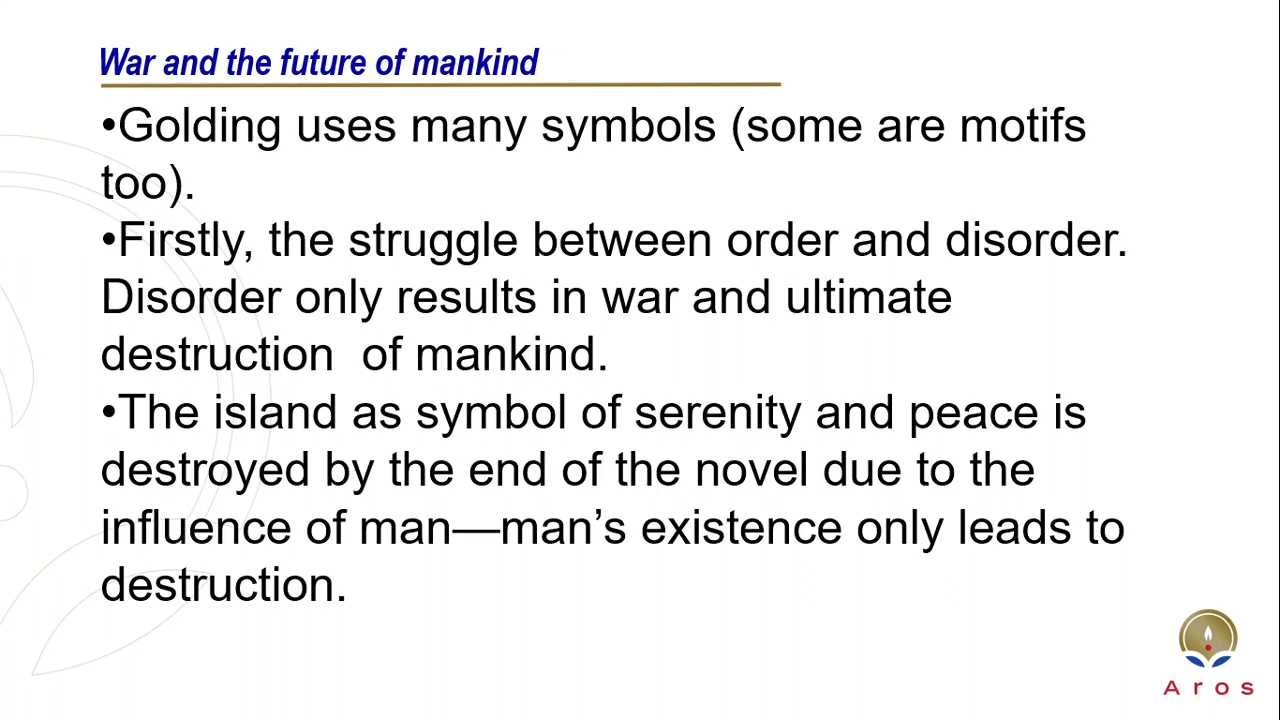 War and the future of mankind
•Golding uses many symbols (some are motifs
too).
•Firstly, the struggle between order and disorder.
Disorder only results in war and ultimate
destruction  of mankind.
•The island as symbol of serenity and peace is
destroyed by the end of the novel due to the
influence of man—man’s existence only leads to
destruction.
Aros